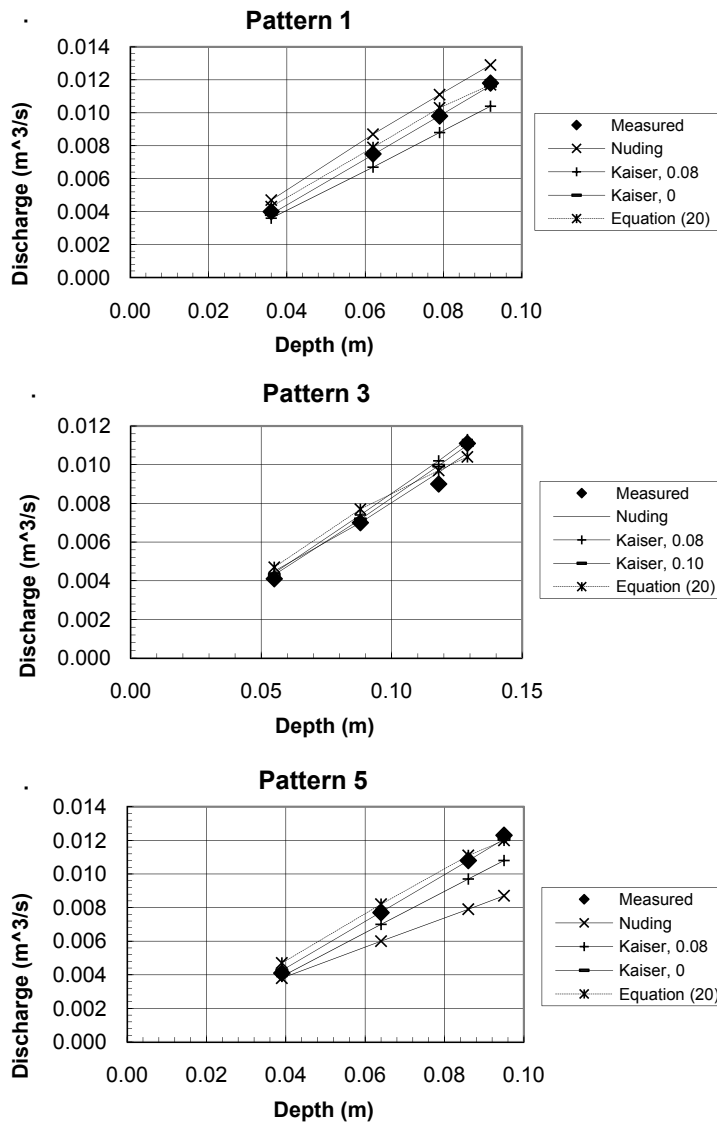 Pattern 1
0.014
0.012
0.010
0.008
0.006
0.004
0.002
0.000
Discharge (m^3/s)
0.00 0.02 0.04 0.06 0.08 0.10
Depth (m)
Measured
Nuding
Kaiser, 0.08
Kaiser, 0
Equation (20)
Pattern 3
0.012
0.010
0.008
0.006
0.004
0.002
0.000
Discharge (m^3/s)
0.00 0.05 0.10 0.15
Depth (m)
Measured
Nuding
Kaiser, 0.08
Kaiser, 0.10
Equation (20)
Pattern 5
0.014
0.012
0.010
0.008
0.006
0.004
0.002
0.000
Discharge (m^3/s)
0.00 0.02 0.04 0.06 0.08 0.10
Depth (m)
Measured
Nuding
Kaiser, 0.08
Kaiser, 0
Equation (20)